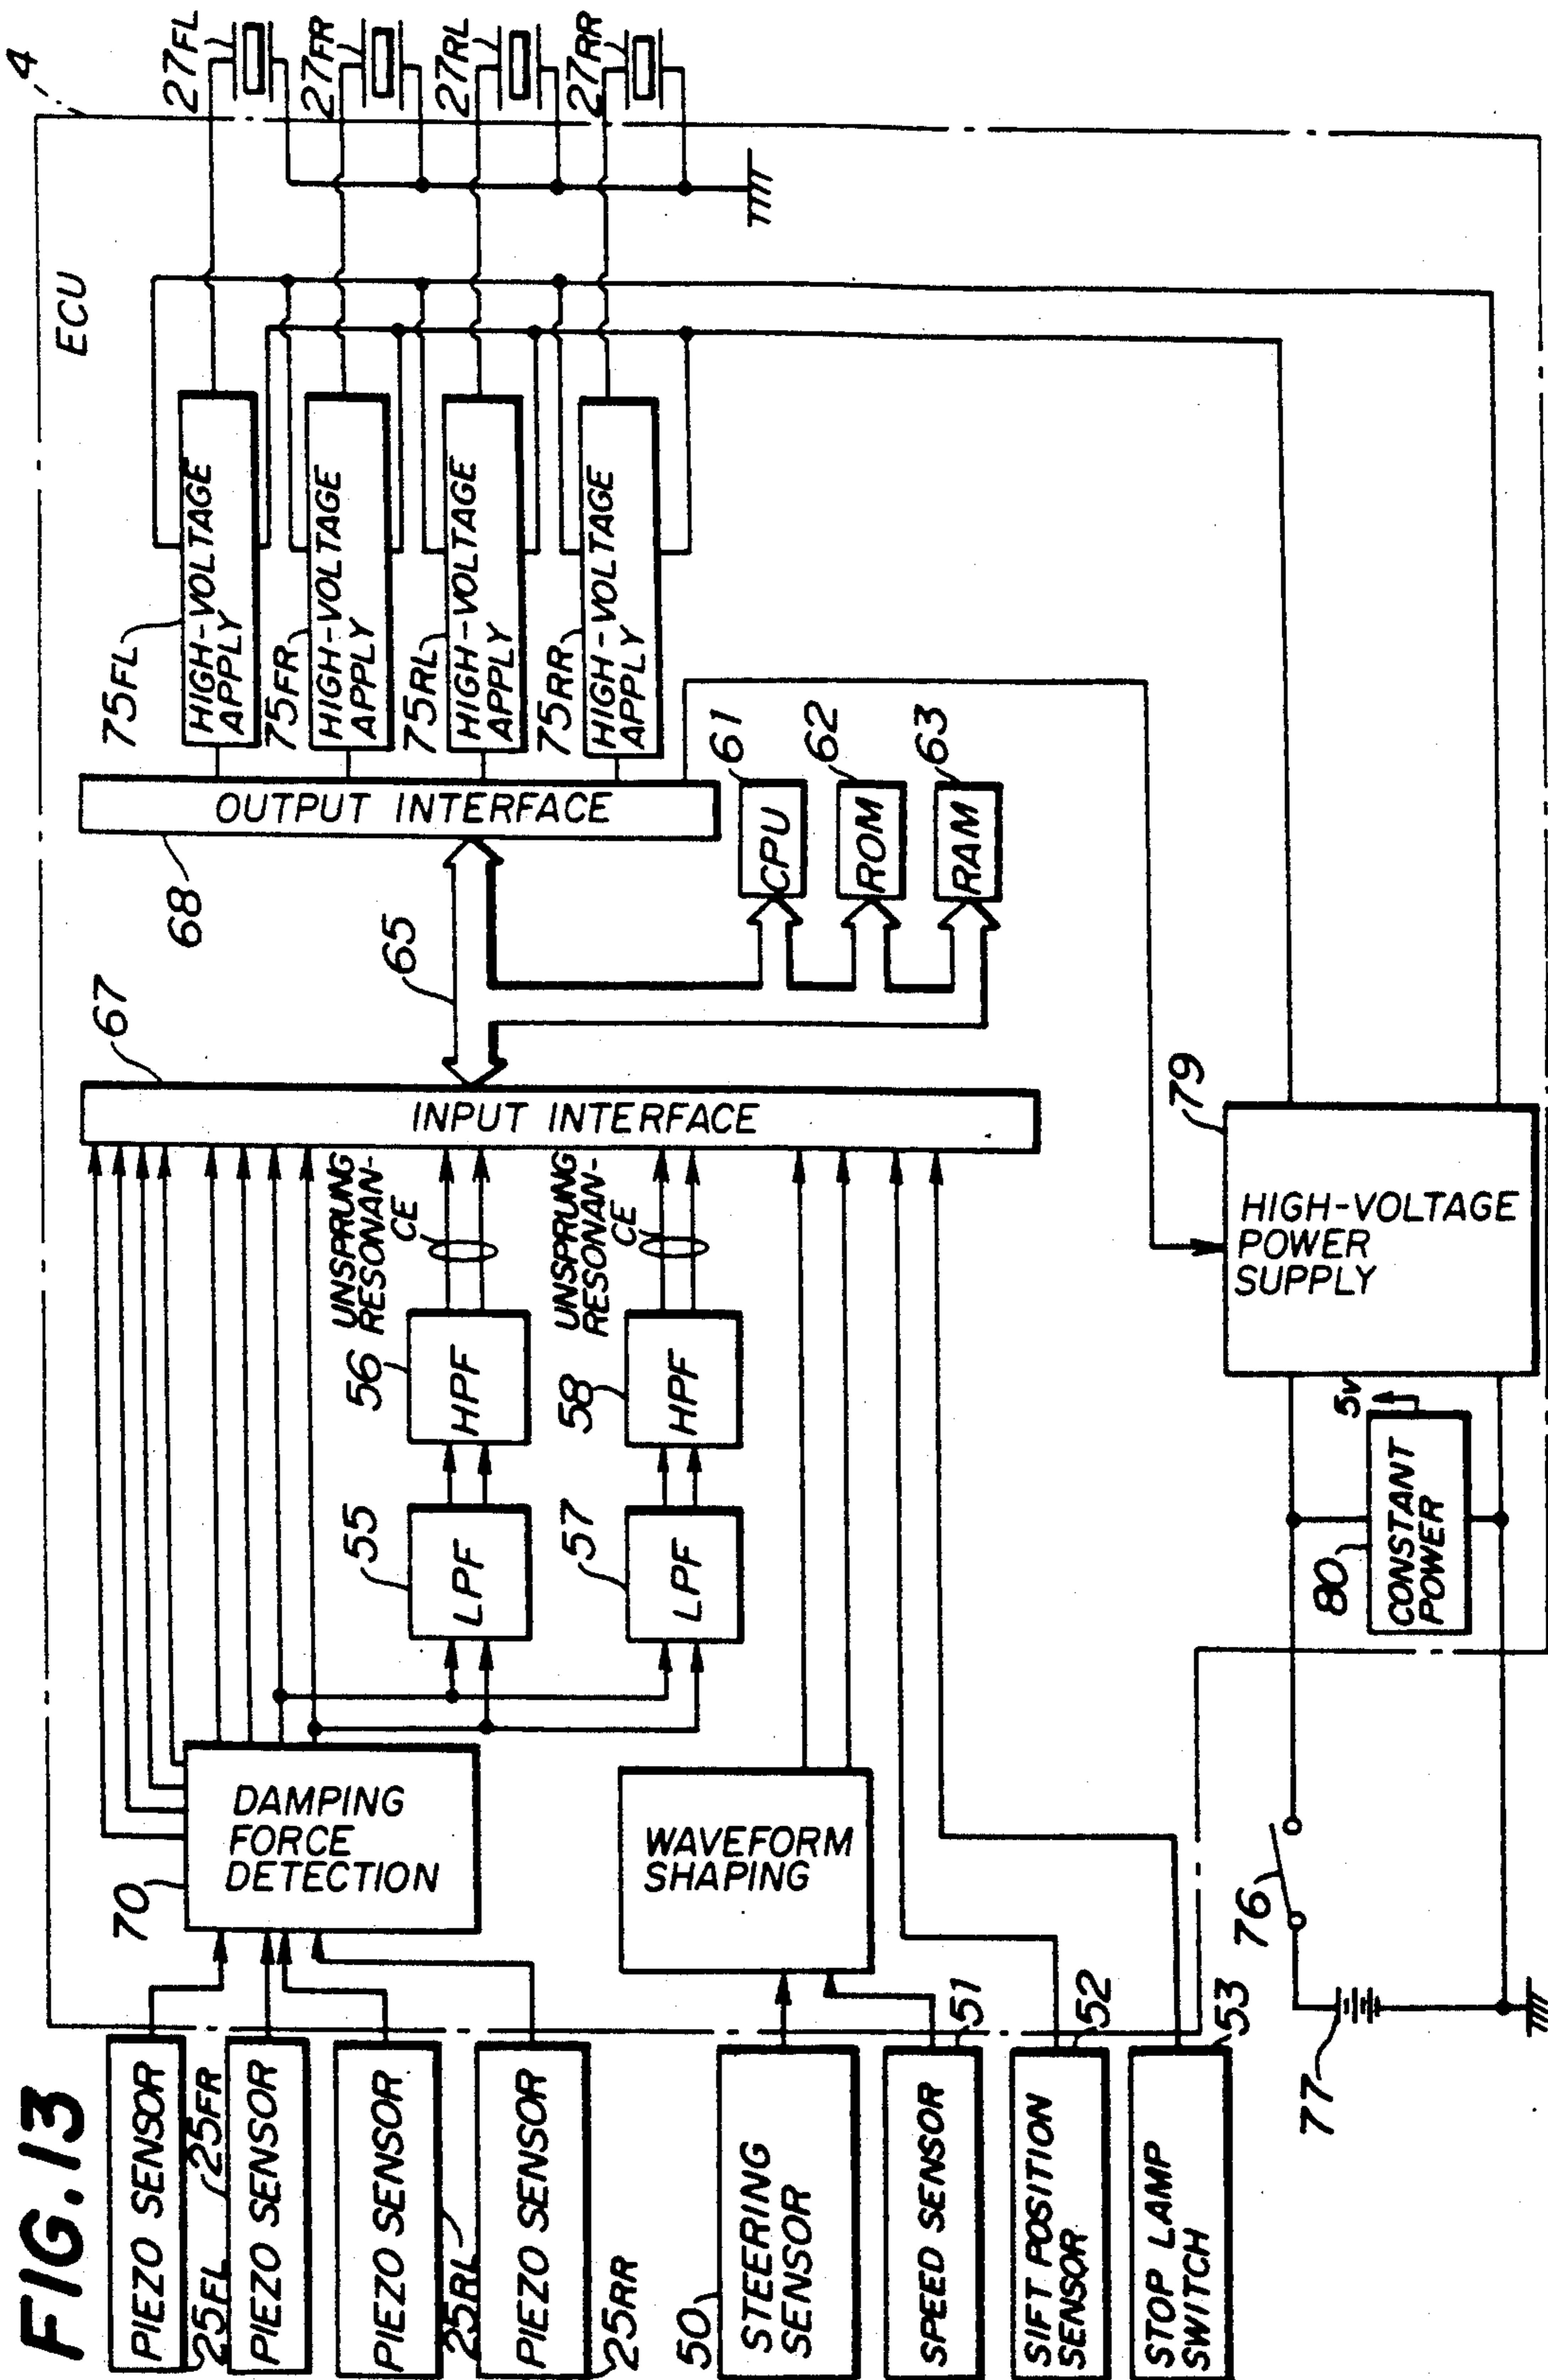 FIG. 13
PIEZO SENSOR
25FL
25FR
PIEZO SENSOR
PIEZO SENSOR
25RL
PIEZO SENSOR
25RR
50
STEERING
SENSOR
SPEED SENSOR
51
SIFT POSITION
SENSOR
52
STOP LAMP
SWITCH
53
70
DAMPING
FORCE
DETECTION
WAVEFORM
SHAPING
55
LPF
56
HPF
UNSPRUNG
RESONAN-
CE
57
LPF
58
HPF
UNSPRUNG
RESONAN-
CE
67
INPUT INTERFACE
65
68
OUTPUT INTERFACE
61
CPU
62
ROM
63
RAM
75FL
HIGH-VOLTAGE
APPLY
75FR
HIGH-VOLTAGE
APPLY
75RL
HIGH-VOLTAGE
APPLY
75RR
HIGH-VOLTAGE
APPLY
ECU
4
27FL
27FR
27RL
27RR
77
76
80
CONSTANT
POWER
5v
79
HIGH-VOLTAGE
POWER
SUPPLY